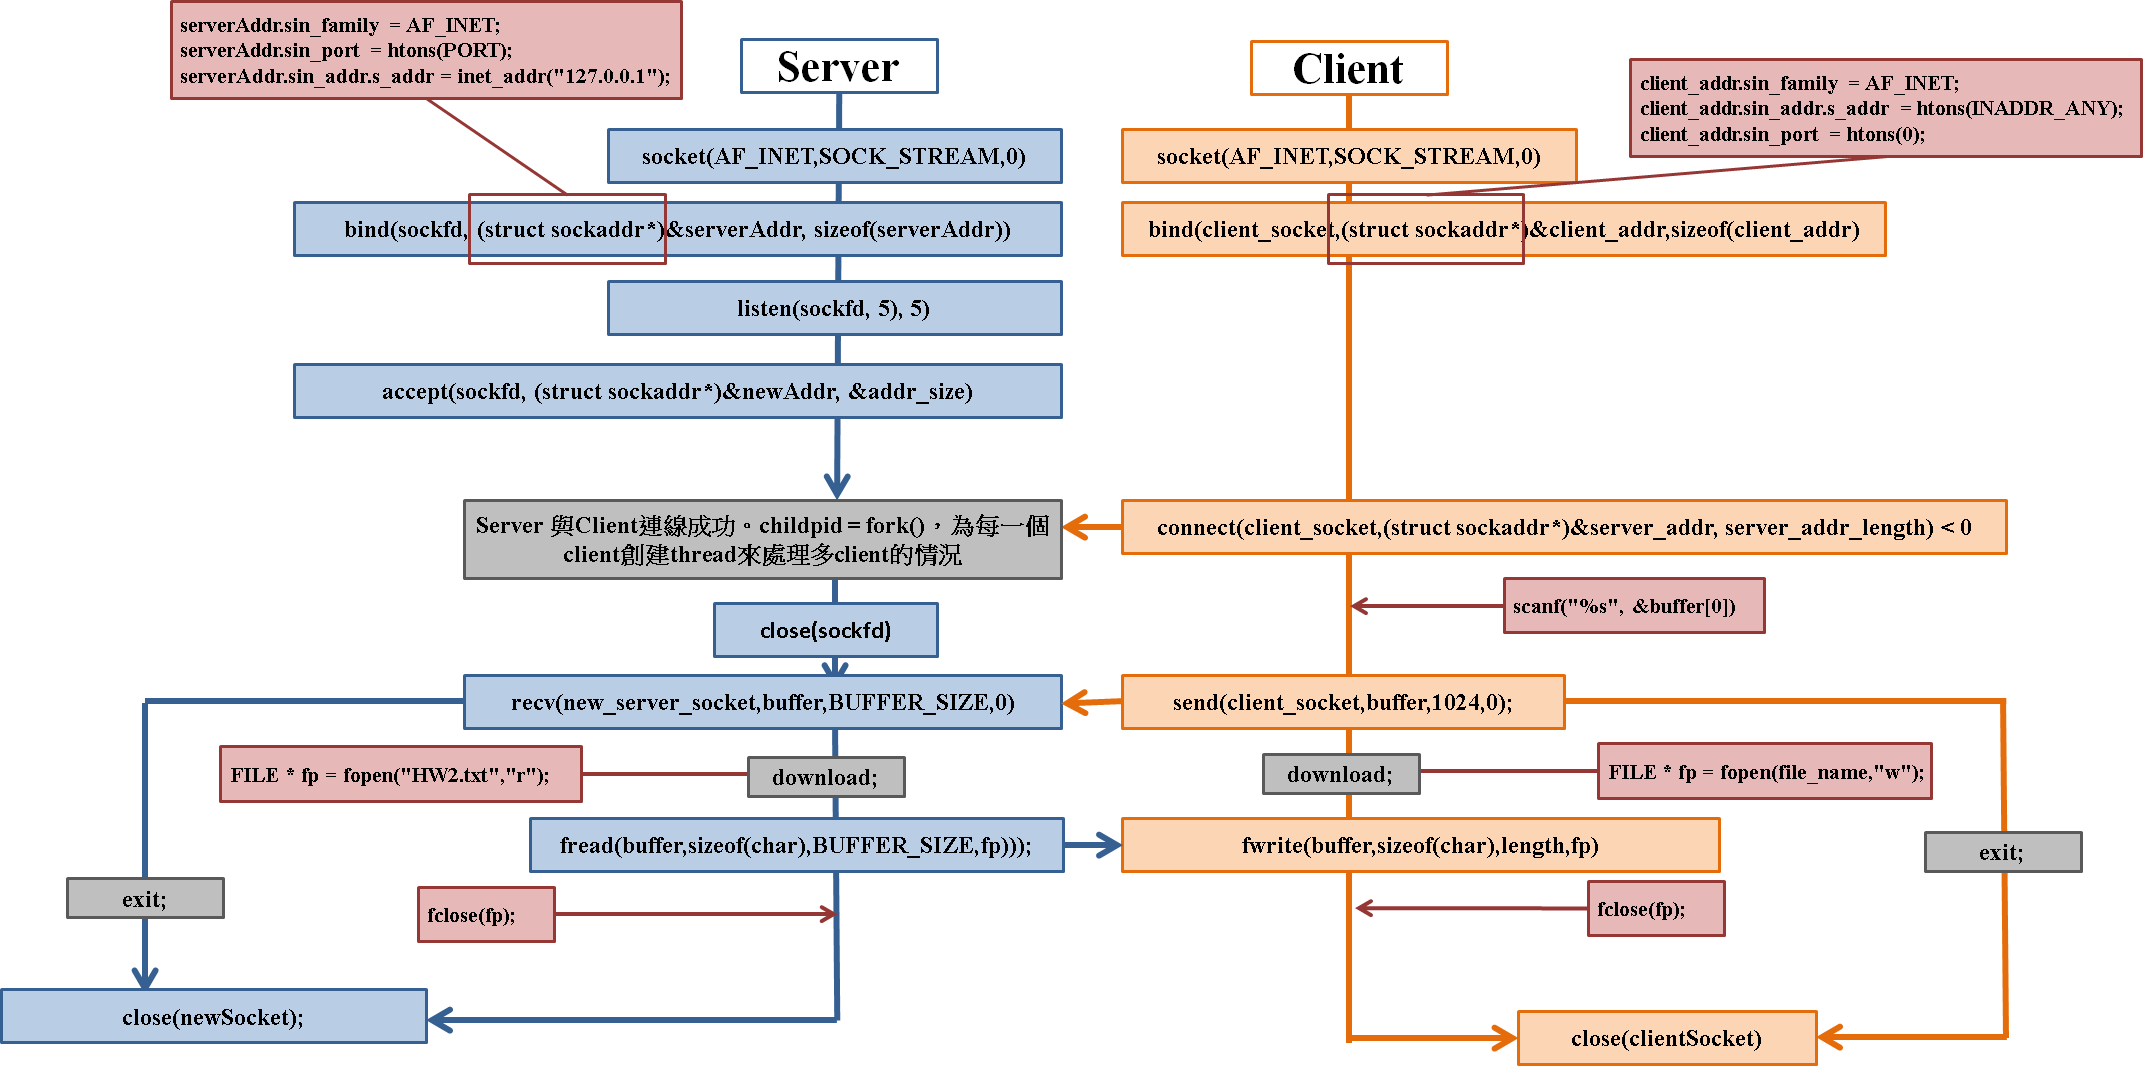 serverAddr.sin_family = AF_INET;
serverAddr.sin_port = htons(PORT);
serverAddr.sin_addr.s_addr = inet_addr("127.0.0.1");
Server
Client
client_addr.sin_family = AF_INET;
client_addr.sin_addr.s_addr = htons(INADDR_ANY);
client_addr.sin_port = htons(0);
socket(AF_INET,SOCK_STREAM,0)
socket(AF_INET,SOCK_STREAM,0)
bind(sockfd, (struct sockaddr*)&serverAddr, sizeof(serverAddr))
bind(client_socket,(struct sockaddr*)&client_addr,sizeof(client_addr)
listen(sockfd, 5), 5)
accept(sockfd, (struct sockaddr*)&newAddr, &addr_size)
Server 與Client連線成功。childpid = fork()，為每一個
client創建thread來處理多client的情況
connect(client_socket,(struct sockaddr*)&server_addr, server_addr_length) < 0
scanf("%s", &buffer[0])
close(sockfd)
recv(new_server_socket,buffer,BUFFER_SIZE,0)
send(client_socket,buffer,1024,0);
FILE * fp = fopen("HW2.txt","r");
download;
download;
FILE * fp = fopen(file_name,"w");
fread(buffer,sizeof(char),BUFFER_SIZE,fp)));
fwrite(buffer,sizeof(char),length,fp)
exit;
exit;
fclose(fp);
fclose(fp);
close(newSocket);
close(clientSocket)